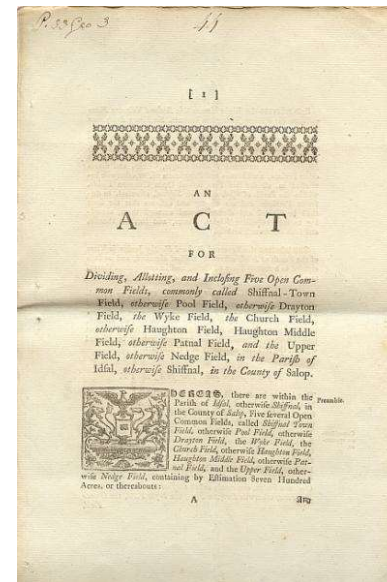 P. 33 Geo 3
44
[ 1 ]
AN
A C T
FOR
Dividing, Allotting, and Inclosing Five Open Com-
mon Fields, commonly called Shiffnal-Town
Field, otherwise Pool Field, otherwise Drayton
Field, the Wyke Field, the Church Field,
otherwise Haughton Field, Haughton Middle
Field, otherwise Patnal Field, and the Upper
Field, otherwise Nedge Field, in the Parish of
Idsal, otherwise Shiffnal, in the County of Salop.
WHEREAS, there are within the
Preamble.
Parish of Idsal, otherwise Shiffnal, in
the County of Salop, Five several Open
Common Fields, called Shiffnal Town
Field, otherwise Pool Field, otherwise
Drayton Field, the Wyke Field, the
Church Field, otherwise Haughton Field,
Haughton Middle Field, otherwise Pat-
nal Field, and the Upper Field, other-
wise Nedge Field, containing by Estimation Seven Hundred
Acres, or thereabouts:
A
And